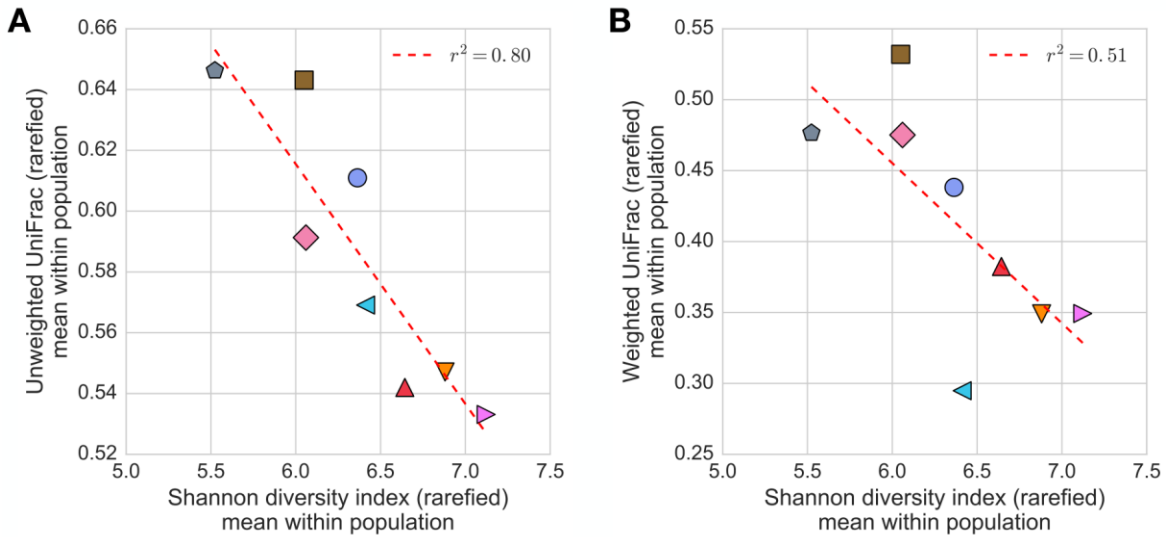 A
Unweighted UniFrac (rarefied)
mean within population
0.66
0.64
0.62
0.60
0.58
0.56
0.54
0.52
r² = 0.80
5.0 5.5 6.0 6.5 7.0 7.5
Shannon diversity index (rarefied)
mean within population
B
Weighted UniFrac (rarefied)
mean within population
0.55
0.50
0.45
0.40
0.35
0.30
0.25
r² = 0.51
5.0 5.5 6.0 6.5 7.0 7.5
Shannon diversity index (rarefied)
mean within population